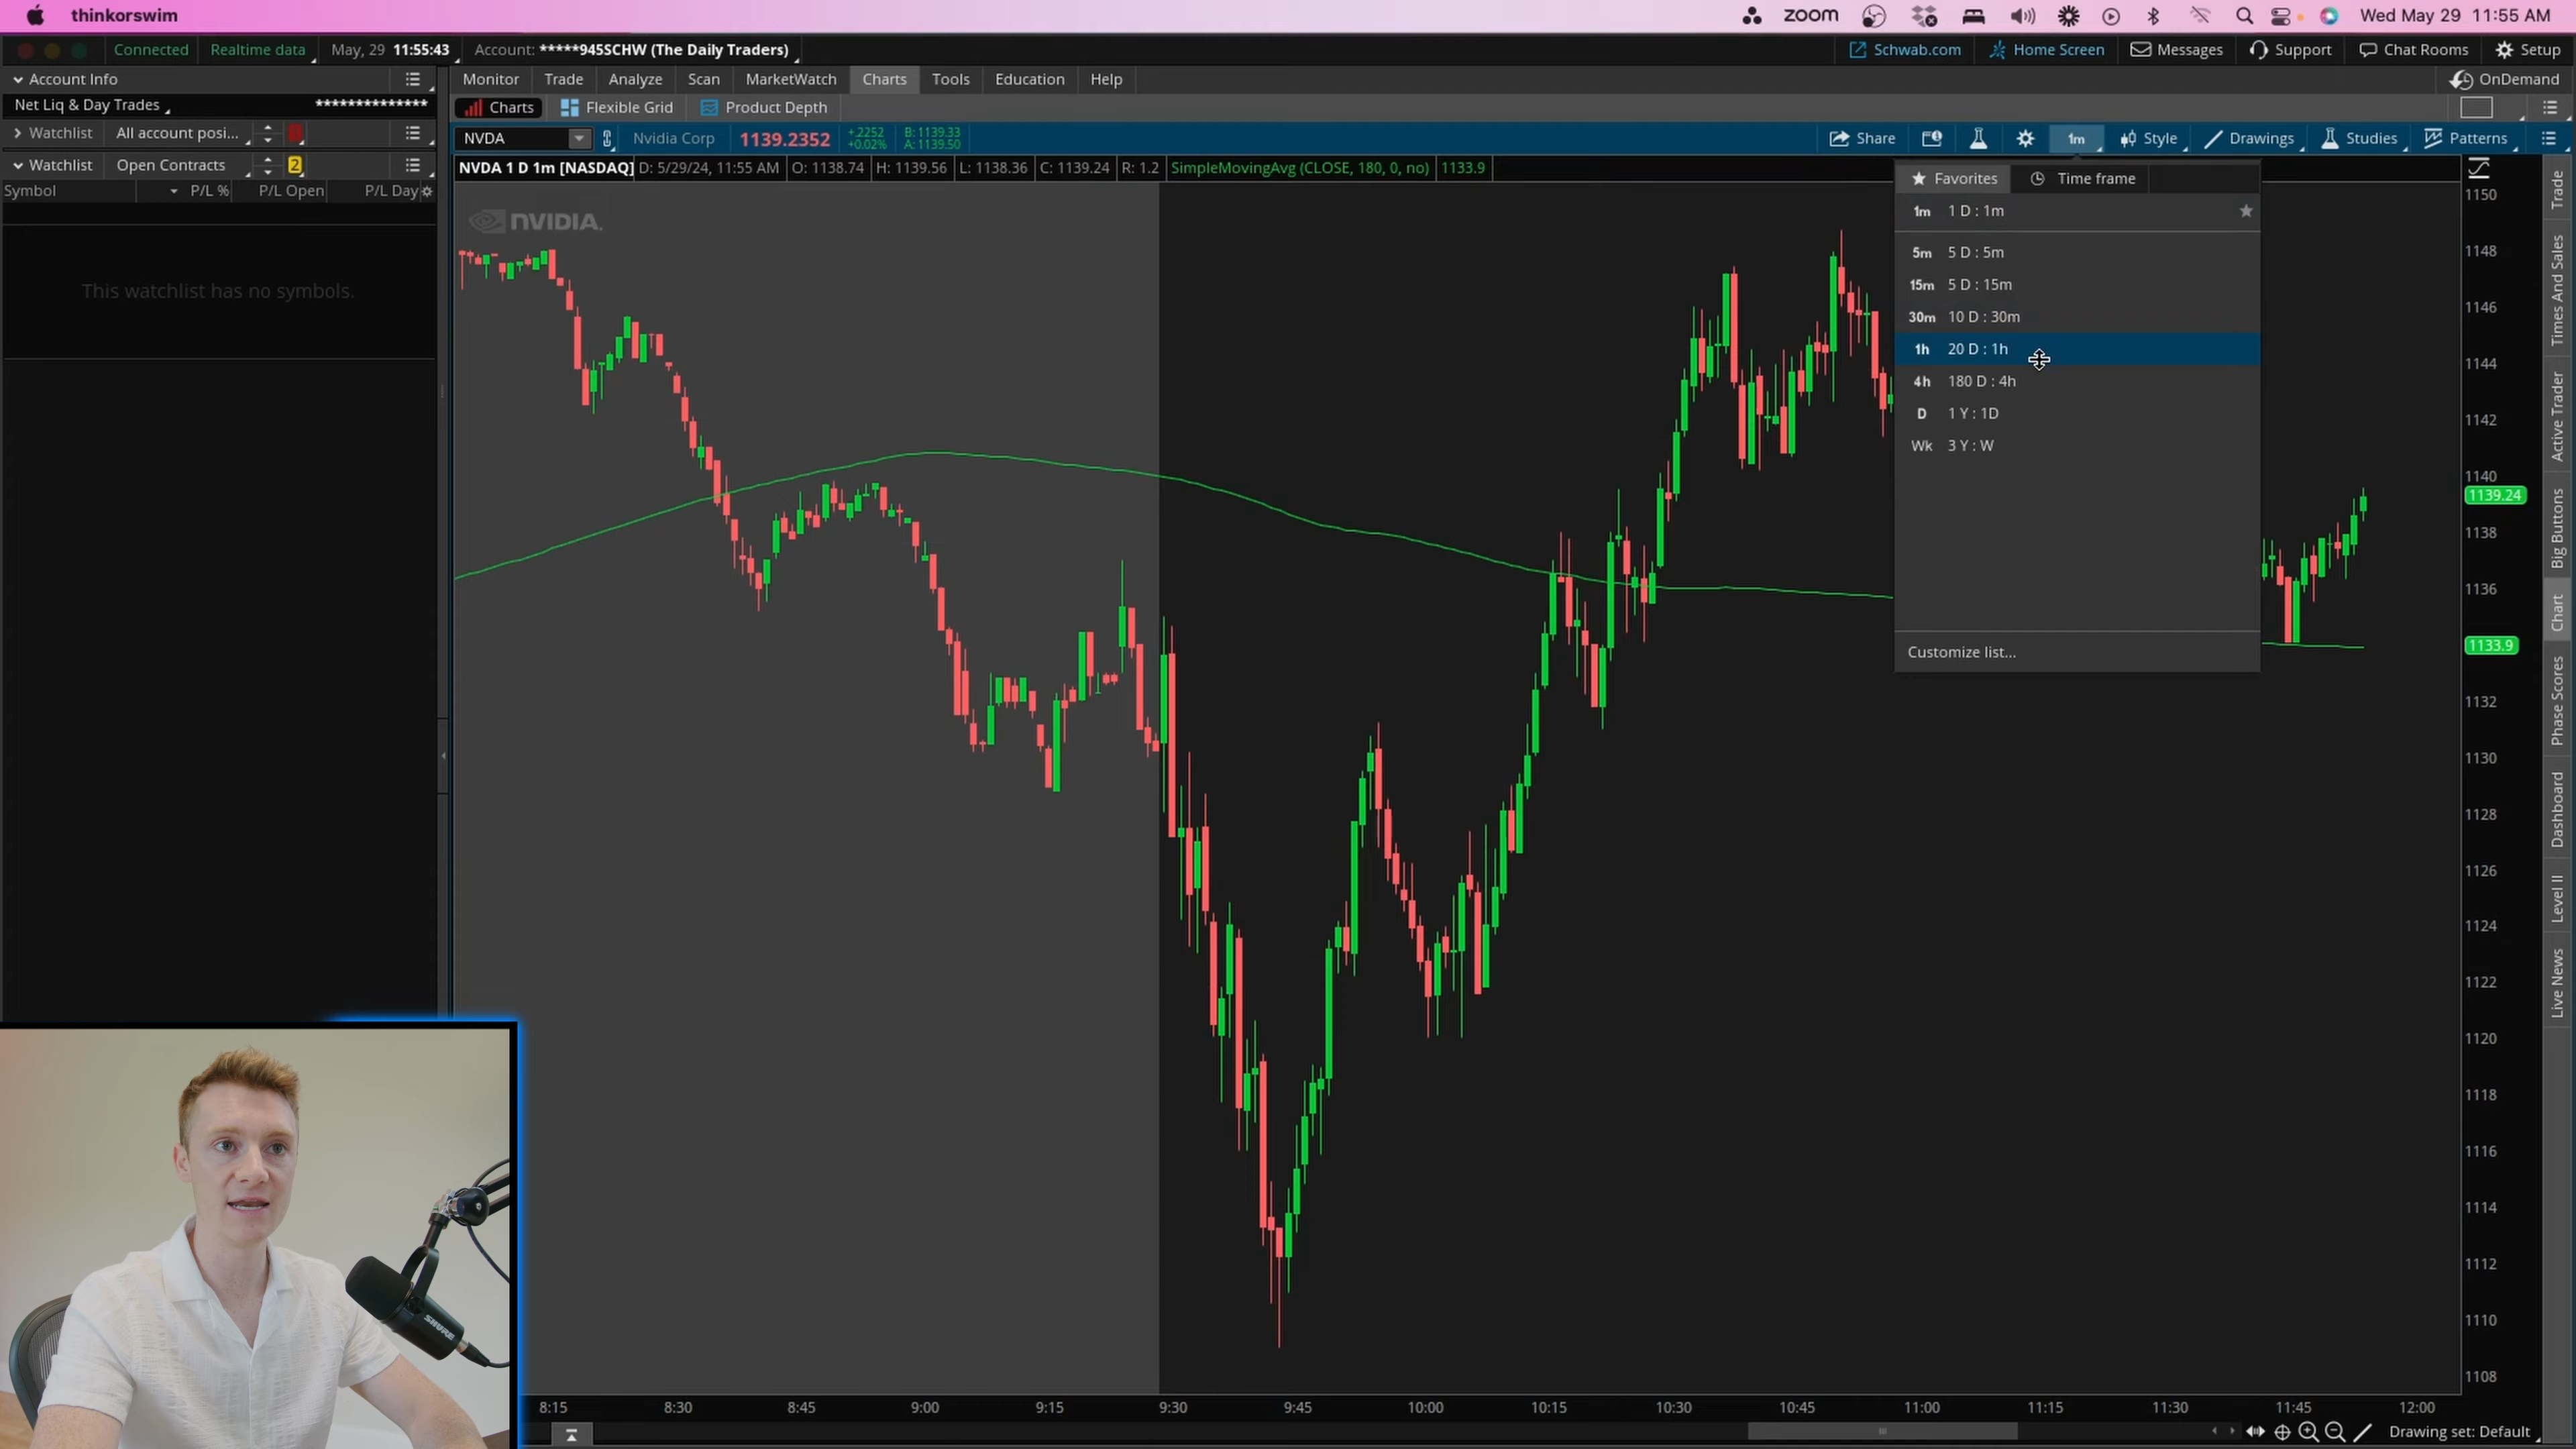 thinkorswim
zoom
Wed May 29 11:55 AM
Connected
Realtime data
May, 29 11:55:43
Account: *****945SCHW (The Daily Traders)
Schwab.com
Home Screen
Messages
Support
Chat Rooms
Setup
Account Info
Monitor
Trade
Analyze
Scan
MarketWatch
Charts
Tools
Education
Help
OnDemand
Net Liq & Day Trades
**************
Charts
Flexible Grid
Product Depth
Watchlist
All account posi...
NVDA
Nvidia Corp
1139.2352
+.2252
+0.02%
B: 1139.33
A: 1139.50
Share
1m
Style
Drawings
Studies
Patterns
Watchlist
Open Contracts
2
NVDA 1 D 1m [NASDAQ]
D: 5/29/24, 11:55 AM
O: 1138.74
H: 1139.56
L: 1138.36
C: 1139.24
R: 1.2
SimpleMovingAvg (CLOSE, 180, 0, no)
1133.9
Symbol
P/L %
P/L Open
P/L Day
This watchlist has no symbols.
NVIDIA.
Favorites
Time frame
1m 1 D : 1m
5m 5 D : 5m
15m 5 D : 15m
30m 10 D : 30m
1h 20 D : 1h
4h 180 D : 4h
D 1 Y : 1D
Wk 3 Y : W
Customize list...
1150
1148
1146
1144
1142
1140
1139.24
1138
1136
1133.9
1132
1130
1128
1126
1124
1122
1120
1118
1116
1114
1112
1110
1108
Trade
Times And Sales
Active Trader
Big Buttons
Chart
Phase Scores
Dashboard
Level II
Live News
SHURE
8:15
8:30
8:45
9:00
9:15
9:30
9:45
10:00
10:15
10:30
10:45
11:00
11:15
11:30
11:45
12:00
Drawing set: Default